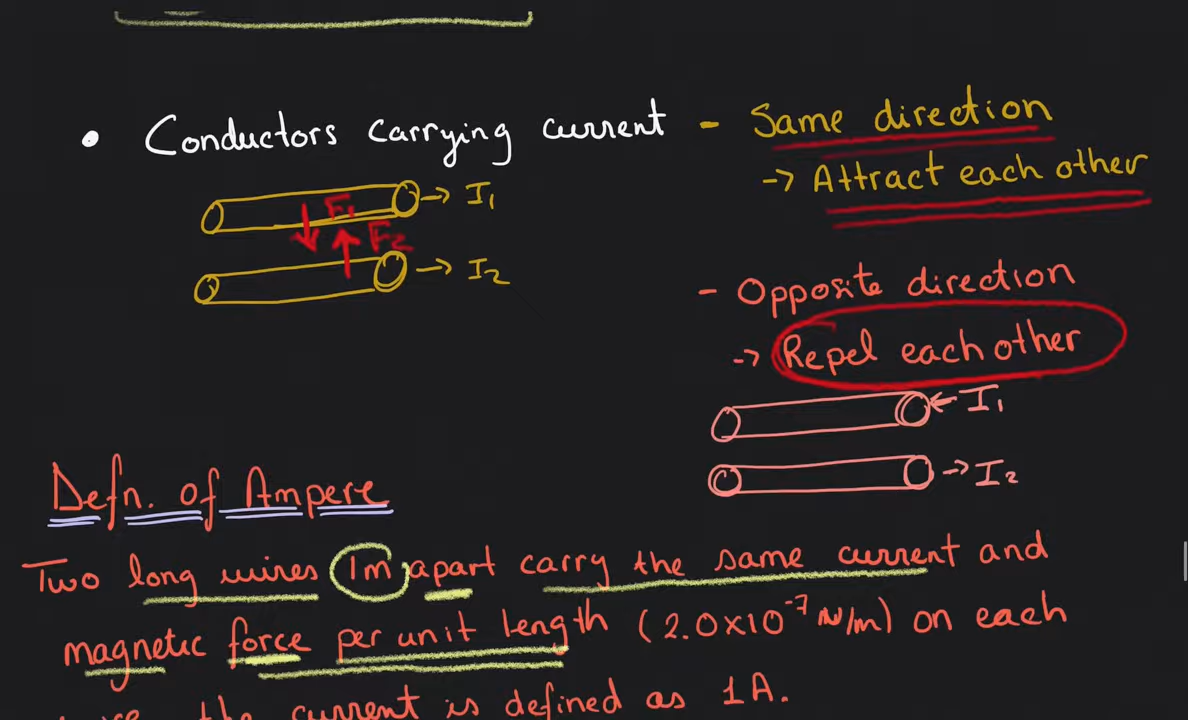 • Conductors carrying current - Same direction
-> Attract each other
-> I1
F1
F2
-> I2
- Opposite direction
-> Repel each other
<- I1
-> I2
Defn. of Ampere
Two long wires 1m apart carry the same current and
magnetic force per unit length (2.0×10⁻⁷ N/m) on each
the current is defined as 1A.